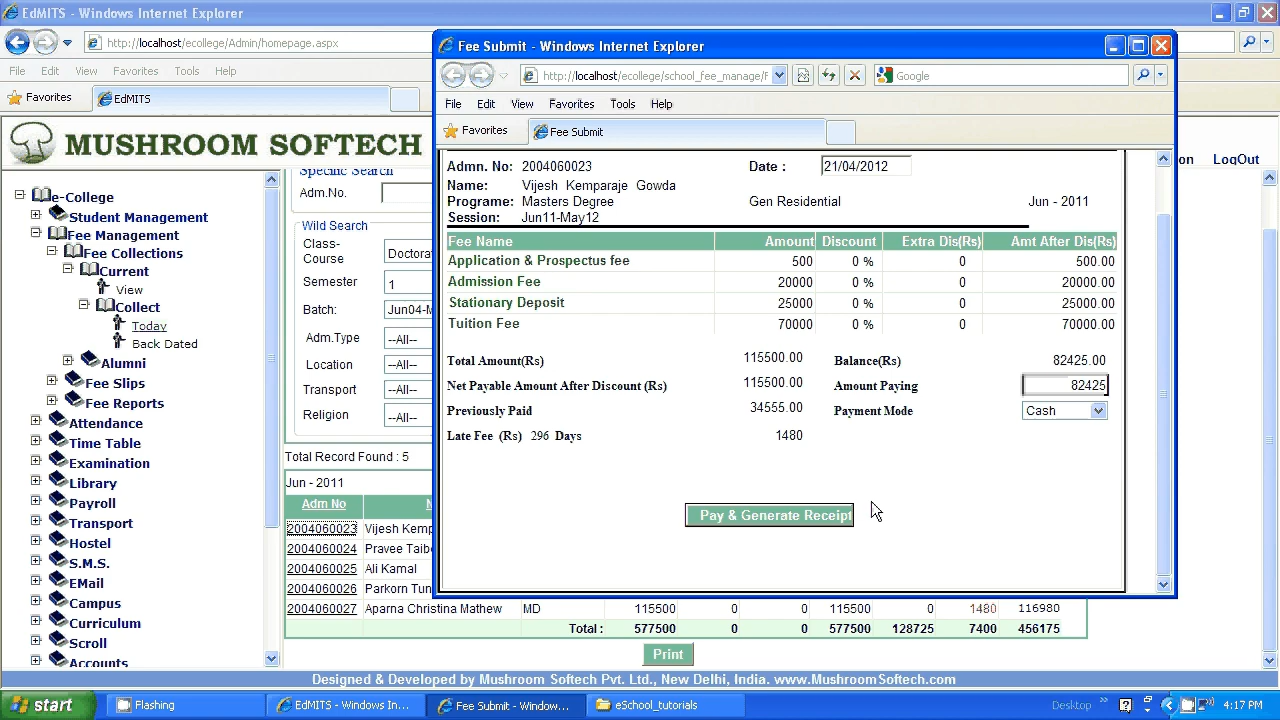 EdMITS - Windows Internet Explorer
http://localhost/ecollege/Admin/homepage.aspx
File Edit View Favorites Tools Help
Favorites EdMITS
MUSHROOM SOFTECH
LogOut
e-College
Student Management
Fee Management
Fee Collections
Current
View
Collect
Today
Back Dated
Alumni
Fee Slips
Fee Reports
Attendance
Time Table
Examination
Library
Payroll
Transport
Hostel
S.M.S.
EMail
Campus
Curriculum
Scroll
Accounts
Specific Search
Adm.No.
Wild Search
Class-Course Doctora
Semester 1
Batch: Jun04-M
Adm.Type --All--
Location --All--
Transport --All--
Religion --All--
Total Record Found : 5
Jun - 2011
Adm No
2004060023 Vijesh Kemp
2004060024 Pravee Taibe
2004060025 Ali Kamal
2004060026 Parkorn Tun
2004060027 Aparna Christina Mathew MD 115500 0 0 115500 0 1480 116980
Total : 577500 0 0 577500 128725 7400 456175
Print
Fee Submit - Windows Internet Explorer
http://localhost/ecollege/school_fee_manage/F
Google
File Edit View Favorites Tools Help
Favorites Fee Submit
Admn. No: 2004060023 Date : 21/04/2012
Name: Vijesh Kemparaje Gowda
Programe: Masters Degree Gen Residential Jun - 2011
Session: Jun11-May12
Fee Name Amount Discount Extra Dis(Rs) Amt After Dis(Rs)
Application & Prospectus fee 500 0 % 0 500.00
Admission Fee 20000 0 % 0 20000.00
Stationary Deposit 25000 0 % 0 25000.00
Tuition Fee 70000 0 % 0 70000.00
Total Amount(Rs) 115500.00 Balance(Rs) 82425.00
Net Payable Amount After Discount (Rs) 115500.00 Amount Paying 82425
Previously Paid 34555.00 Payment Mode Cash
Late Fee (Rs) 296 Days 1480
Pay & Generate Receipt
Designed & Developed by Mushroom Softech Pvt. Ltd., New Delhi, India. www.MushroomSoftech.com
start Flashing EdMITS - Windows In... Fee Submit - Window... eSchool_tutorials Desktop 4:17 PM